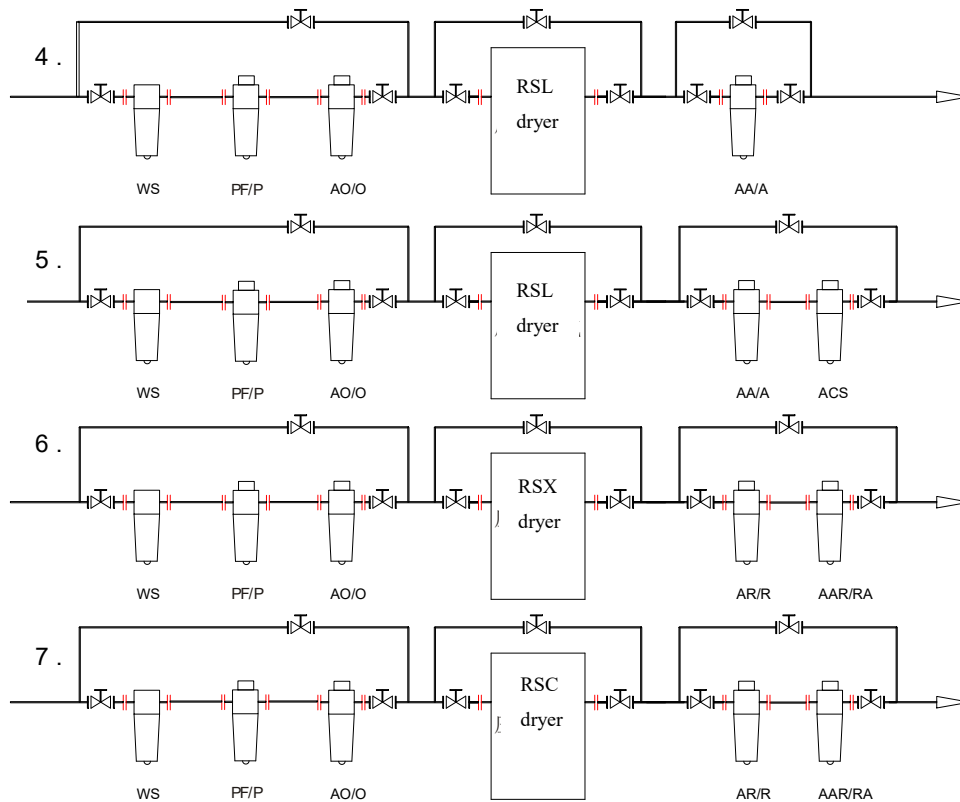 4 .
RSL
dryer
WS PF/P AO/O AA/A
5 .
RSL
dryer
WS PF/P AO/O AA/A ACS
6 .
RSX
dryer
WS PF/P AO/O AR/R AAR/RA
7 .
RSC
dryer
WS PF/P AO/O AR/R AAR/RA